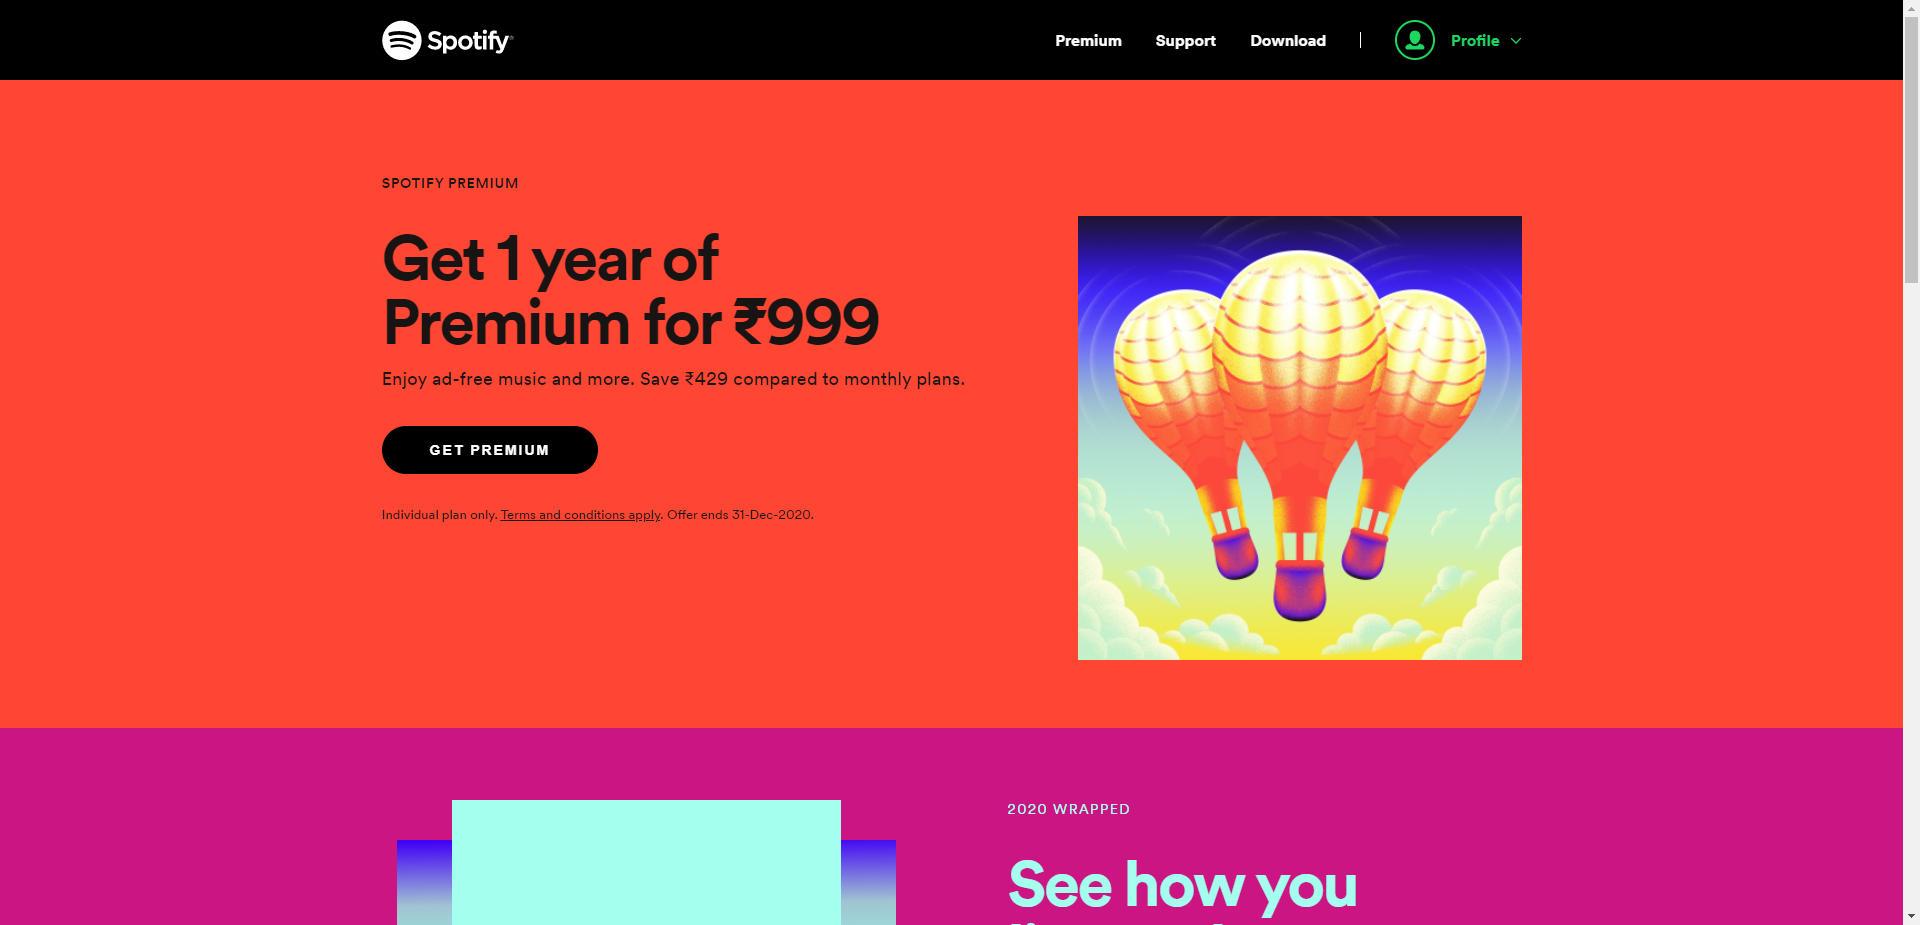 Spotify®
Premium
Support
Download
Profile
SPOTIFY PREMIUM
Get 1 year of
Premium for ₹999
Enjoy ad-free music and more. Save ₹429 compared to monthly plans.
GET PREMIUM
Individual plan only. Terms and conditions apply. Offer ends 31-Dec-2020.
2020 WRAPPED
See how you